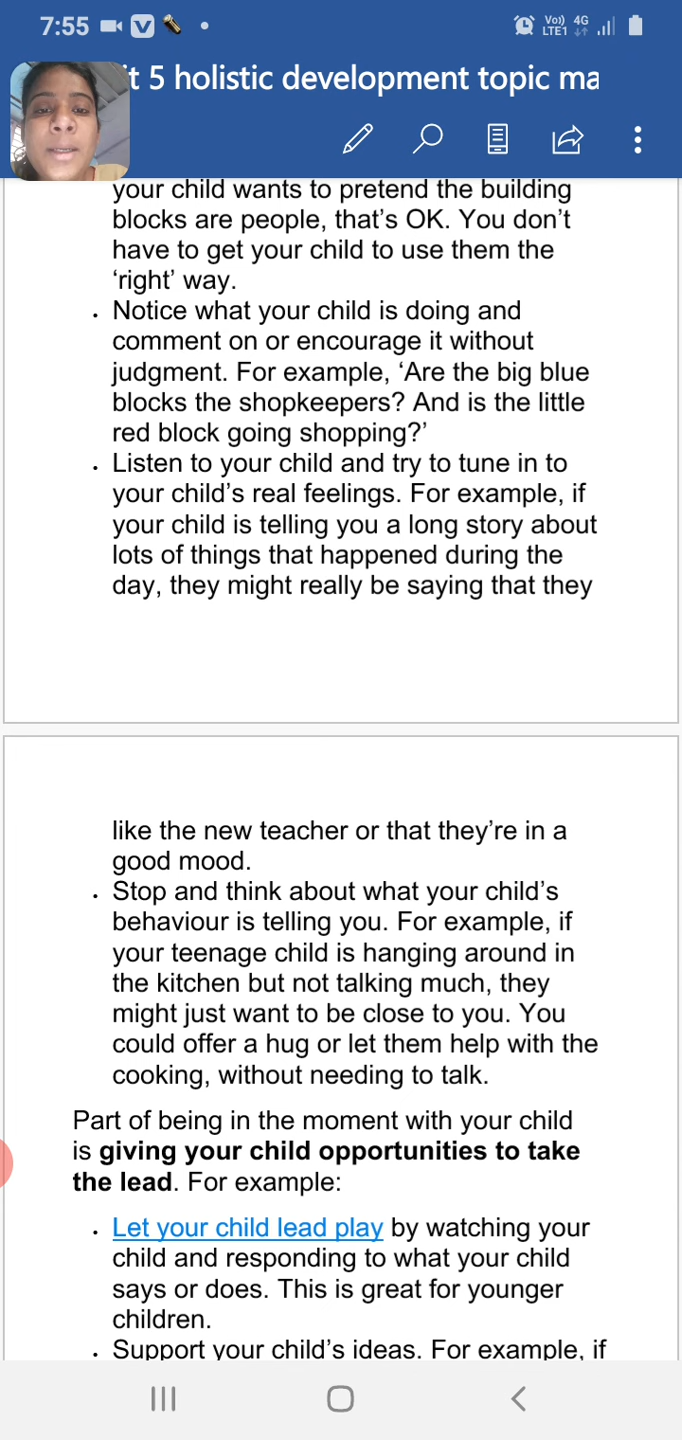 7:55
Vo)) 4G
LTE1
it 5 holistic development topic ma
your child wants to pretend the building
blocks are people, that's OK. You don't
have to get your child to use them the
‘right’ way.
• Notice what your child is doing and
comment on or encourage it without
judgment. For example, ‘Are the big blue
blocks the shopkeepers? And is the little
red block going shopping?’
• Listen to your child and try to tune in to
your child’s real feelings. For example, if
your child is telling you a long story about
lots of things that happened during the
day, they might really be saying that they
like the new teacher or that they’re in a
good mood.
• Stop and think about what your child’s
behaviour is telling you. For example, if
your teenage child is hanging around in
the kitchen but not talking much, they
might just want to be close to you. You
could offer a hug or let them help with the
cooking, without needing to talk.
Part of being in the moment with your child
is giving your child opportunities to take
the lead. For example:
• Let your child lead play by watching your
child and responding to what your child
says or does. This is great for younger
children.
• Support your child’s ideas. For example, if